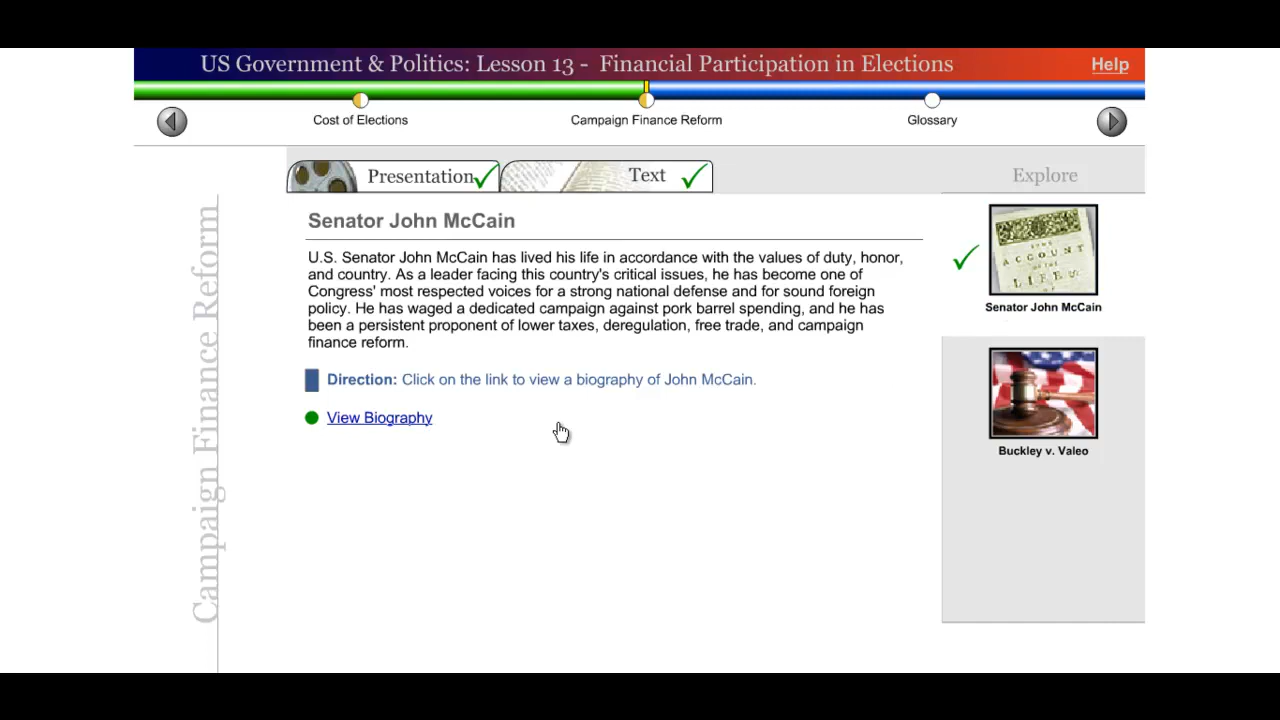 US Government & Politics: Lesson 13 - Financial Participation in Elections
Help
Cost of Elections
Campaign Finance Reform
Glossary
Presentation
Text
Explore
Campaign Finance Reform
Senator John McCain
U.S. Senator John McCain has lived his life in accordance with the values of duty, honor,
and country. As a leader facing this country's critical issues, he has become one of
Congress' most respected voices for a strong national defense and for sound foreign
policy. He has waged a dedicated campaign against pork barrel spending, and he has
been a persistent proponent of lower taxes, deregulation, free trade, and campaign
finance reform.
Direction: Click on the link to view a biography of John McCain.
View Biography
ACCOUNT
OF THE
LIFE
Senator John McCain
Buckley v. Valeo